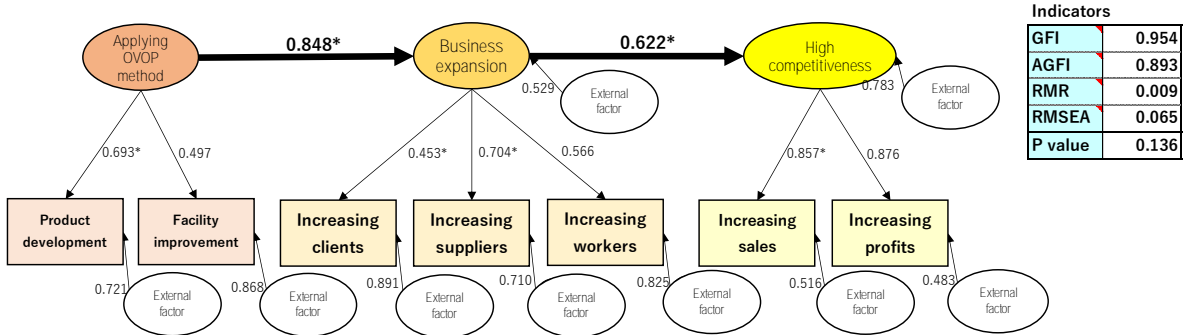 Indicators
GFI 0.954
AGFI 0.893
RMR 0.009
RMSEA 0.065
P value 0.136
Applying
OVOP
method
0.848*
Business
expansion
0.622*
High
competitiveness
0.529
External
factor
0.783
External
factor
0.693*
0.497
0.453*
0.704*
0.566
0.857*
0.876
Product
development
Facility
improvement
Increasing
clients
Increasing
suppliers
Increasing
workers
Increasing
sales
Increasing
profits
0.721
External
factor
0.868
External
factor
0.891
External
factor
0.710
External
factor
0.825
External
factor
0.516
External
factor
0.483
External
factor